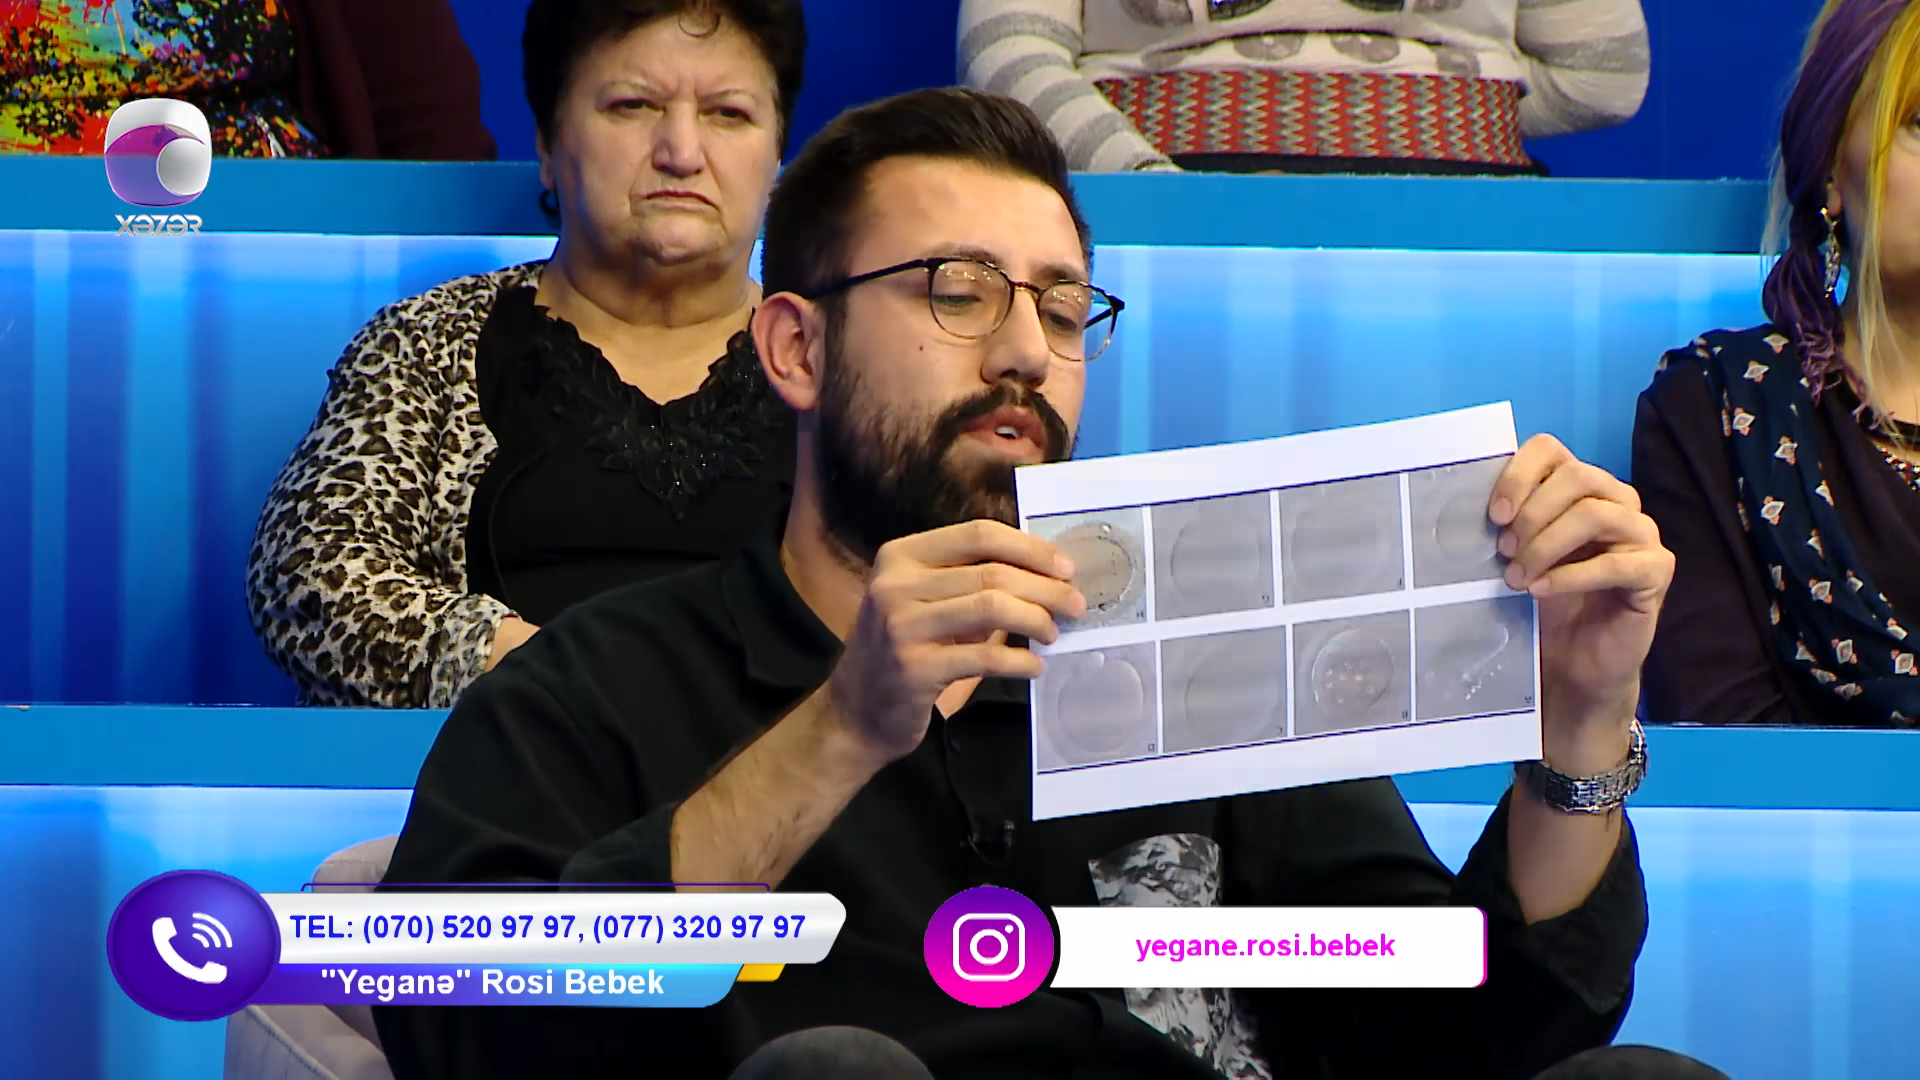 XəZəR
TEL: (070) 520 97 97, (077) 320 97 97
"Yeganə" Rosi Bebek
yegane.rosi.bebek